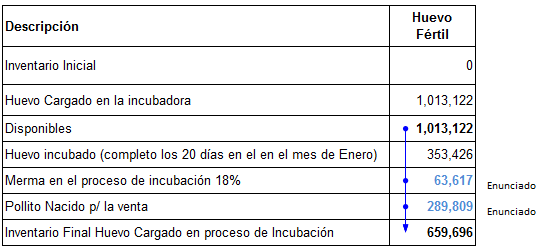 Descripción Huevo Fértil
Inventario Inicial 0
Huevo Cargado en la incubadora 1,013,122
Disponibles 1,013,122
Huevo incubado (completo los 20 días en el en el mes de Enero) 353,426
Merma en el proceso de incubación 18% 63,617 Enunciado
Pollito Nacido p/ la venta 289,809 Enunciado
Inventario Final Huevo Cargado en proceso de Incubación 659,696